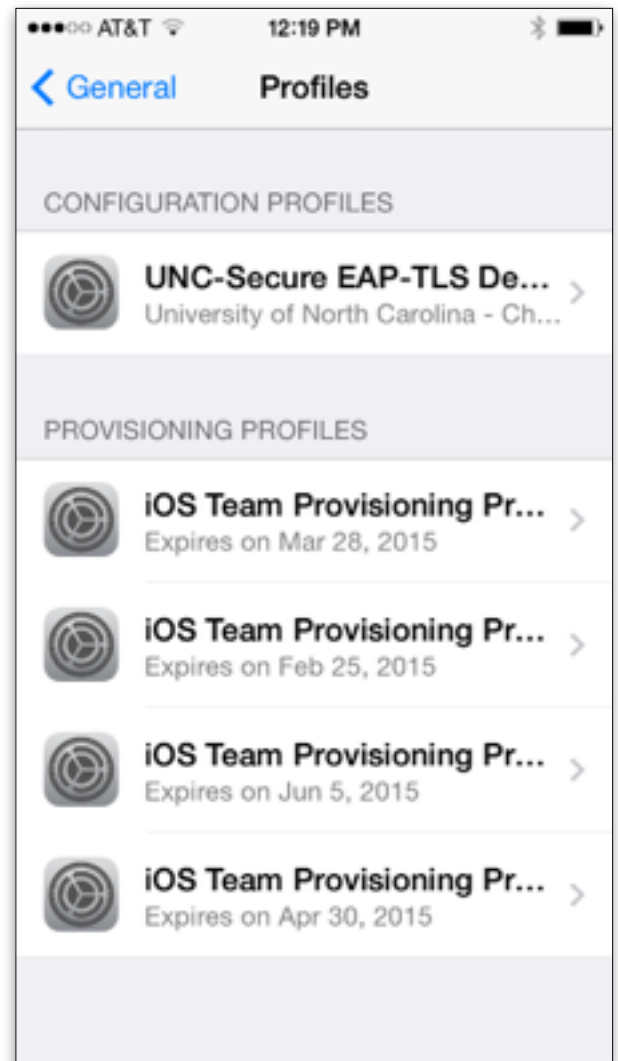 AT&T 12:19 PM
General Profiles
CONFIGURATION PROFILES
UNC-Secure EAP-TLS De...
University of North Carolina - Ch...
PROVISIONING PROFILES
iOS Team Provisioning Pr...
Expires on Mar 28, 2015
iOS Team Provisioning Pr...
Expires on Feb 25, 2015
iOS Team Provisioning Pr...
Expires on Jun 5, 2015
iOS Team Provisioning Pr...
Expires on Apr 30, 2015